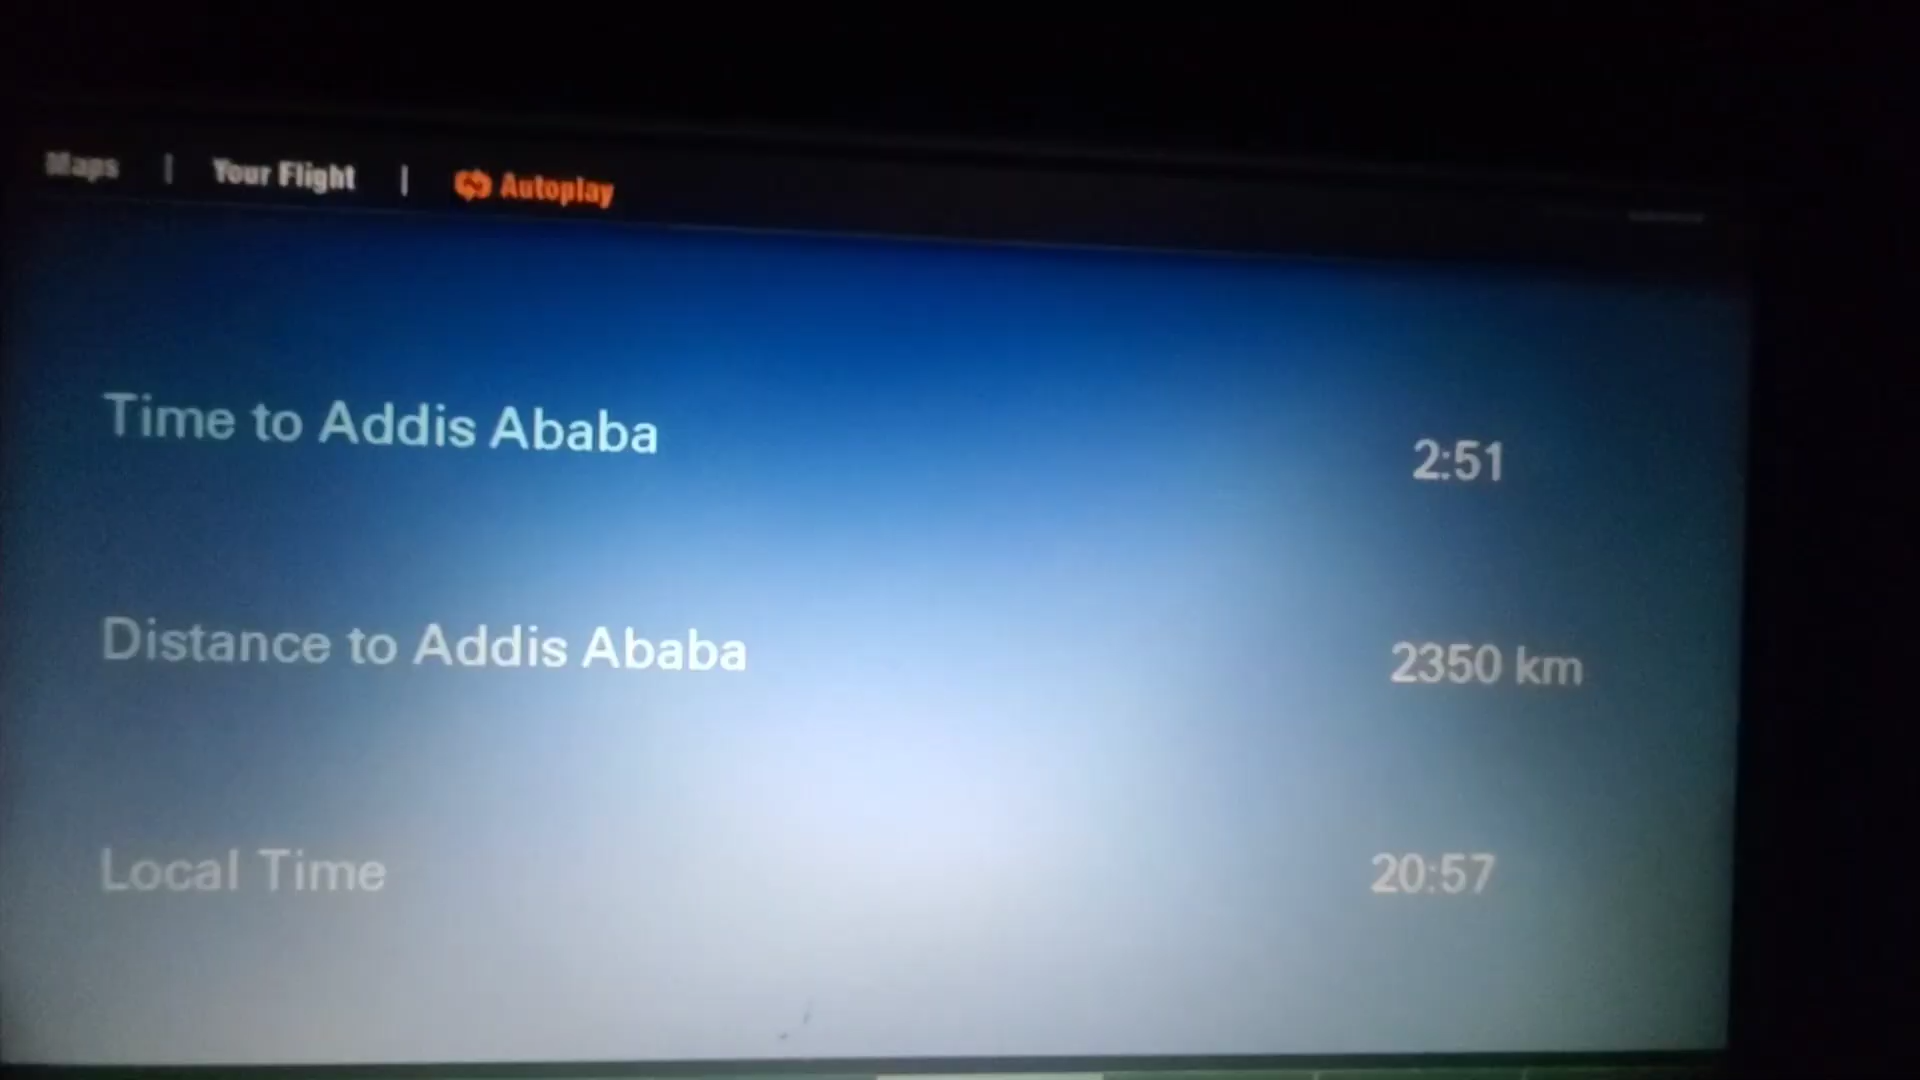 Maps | Your Flight | Autoplay
Time to Addis Ababa 2:51
Distance to Addis Ababa 2350 km
Local Time 20:57